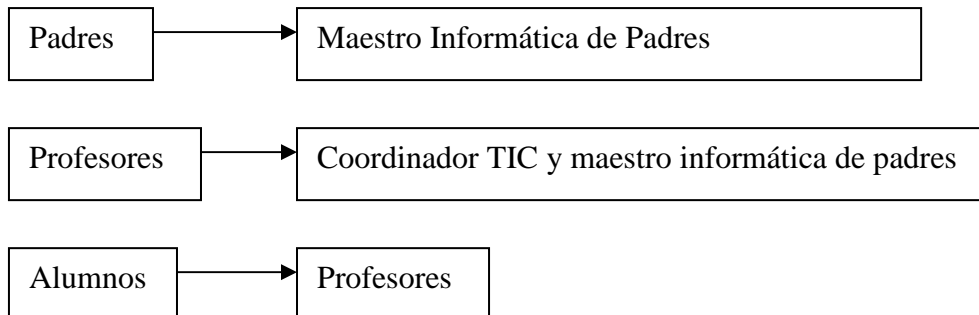 Padres
Maestro Informática de Padres
Profesores
Coordinador TIC y maestro informática de padres
Alumnos
Profesores